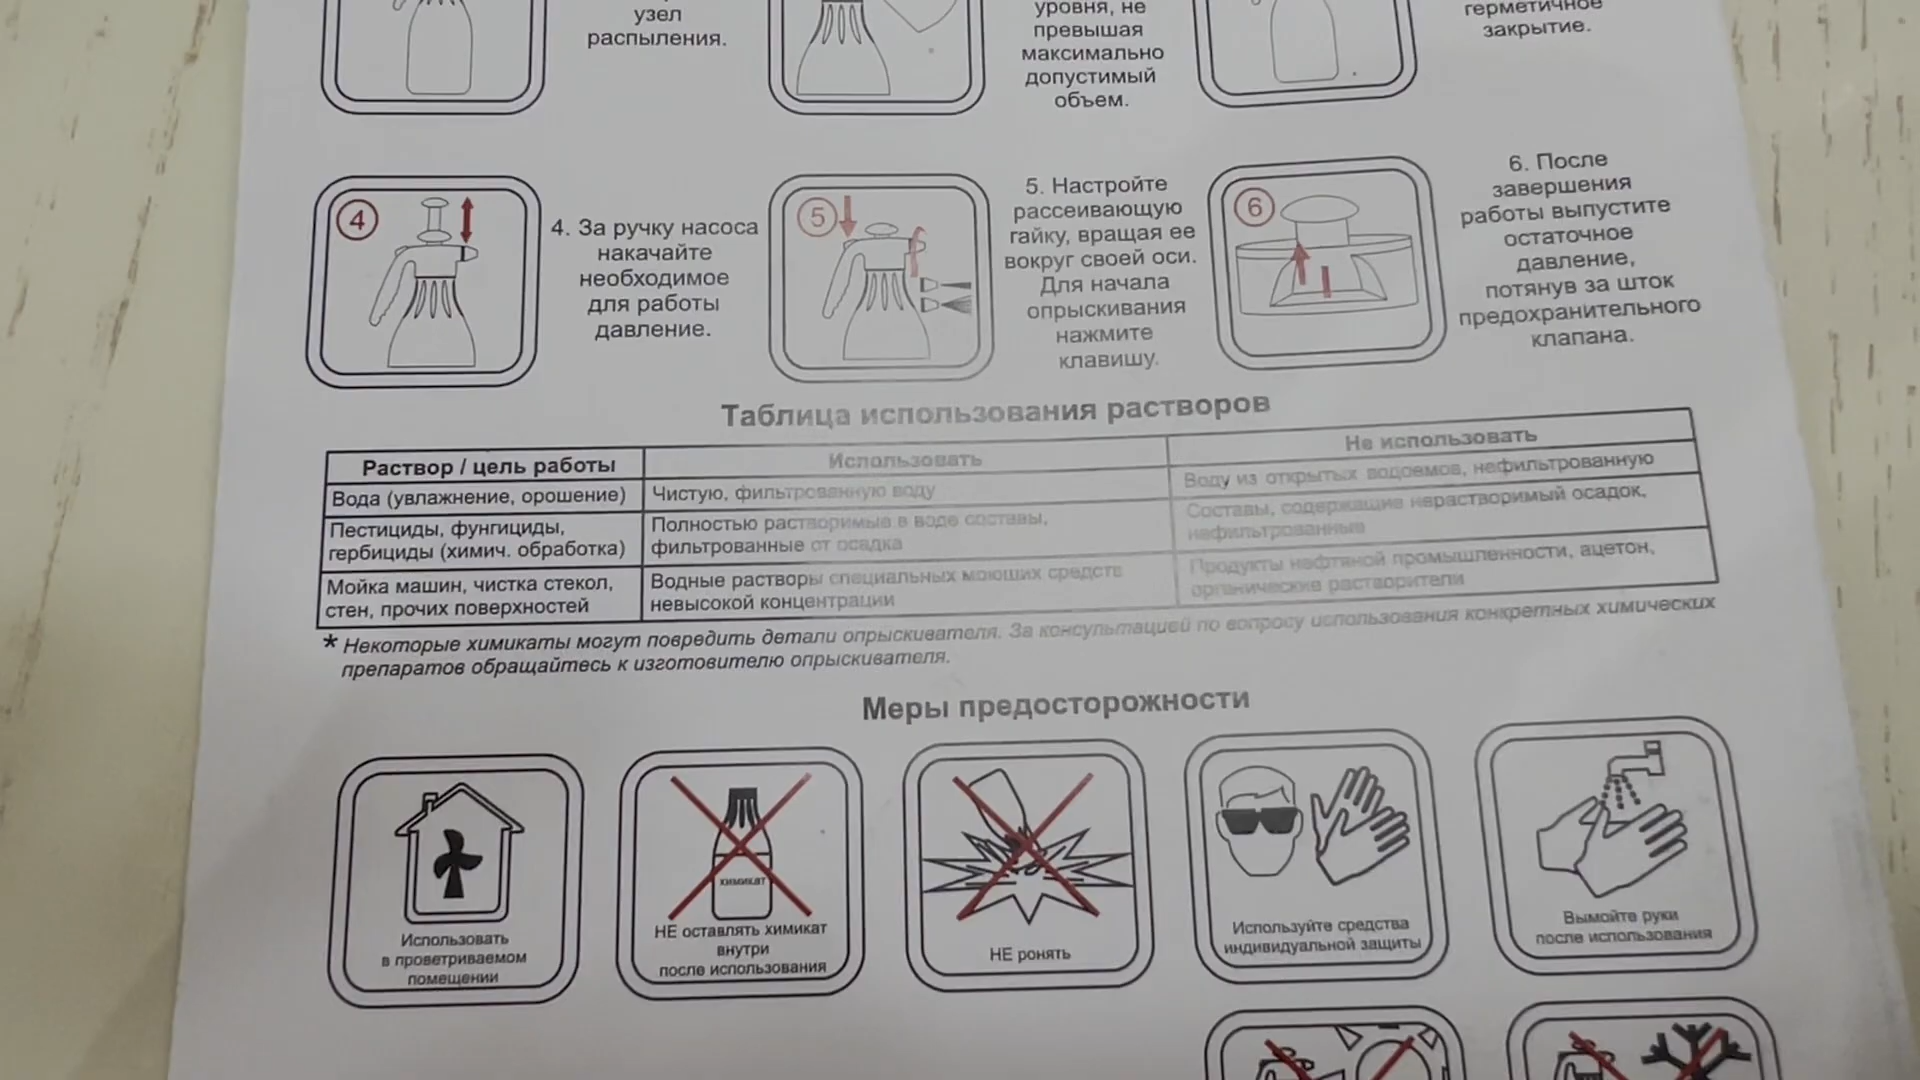 узел
распыления.
уровня, не
превышая
максимально
допустимый
объем.
герметичное
закрытие.
4
4. За ручку насоса
накачайте
необходимое
для работы
давление.
5
5. Настройте
рассеивающую
гайку, вращая ее
вокруг своей оси.
Для начала
опрыскивания
нажмите
клавишу.
6
6. После
завершения
работы выпустите
остаточное
давление,
потянув за шток
предохранительного
клапана.
Таблица использования растворов
Раствор / цель работы
Использовать
Не использовать
Вода (увлажнение, орошение)
Чистую, фильтрованную воду
Воду из открытых водоемов, нефильтрованную
Пестициды, фунгициды,
гербициды (химич. обработка)
Полностью растворимые в воде составы,
фильтрованные от осадка
Составы, содержащие нерастворимый осадок,
нефильтрованные
Мойка машин, чистка стекол,
стен, прочих поверхностей
Водные растворы специальных моющих средств
невысокой концентрации
Продукты нефтяной промышленности, ацетон,
органические растворители
* Некоторые химикаты могут повредить детали опрыскивателя. За консультацией по вопросу использования конкретных химических
препаратов обращайтесь к изготовителю опрыскивателя.
Меры предосторожности
Использовать
в проветриваемом
помещении
химикат
НЕ оставлять химикат
внутри
после использования
НЕ ронять
Используйте средства
индивидуальной защиты
Вымойте руки
после использования